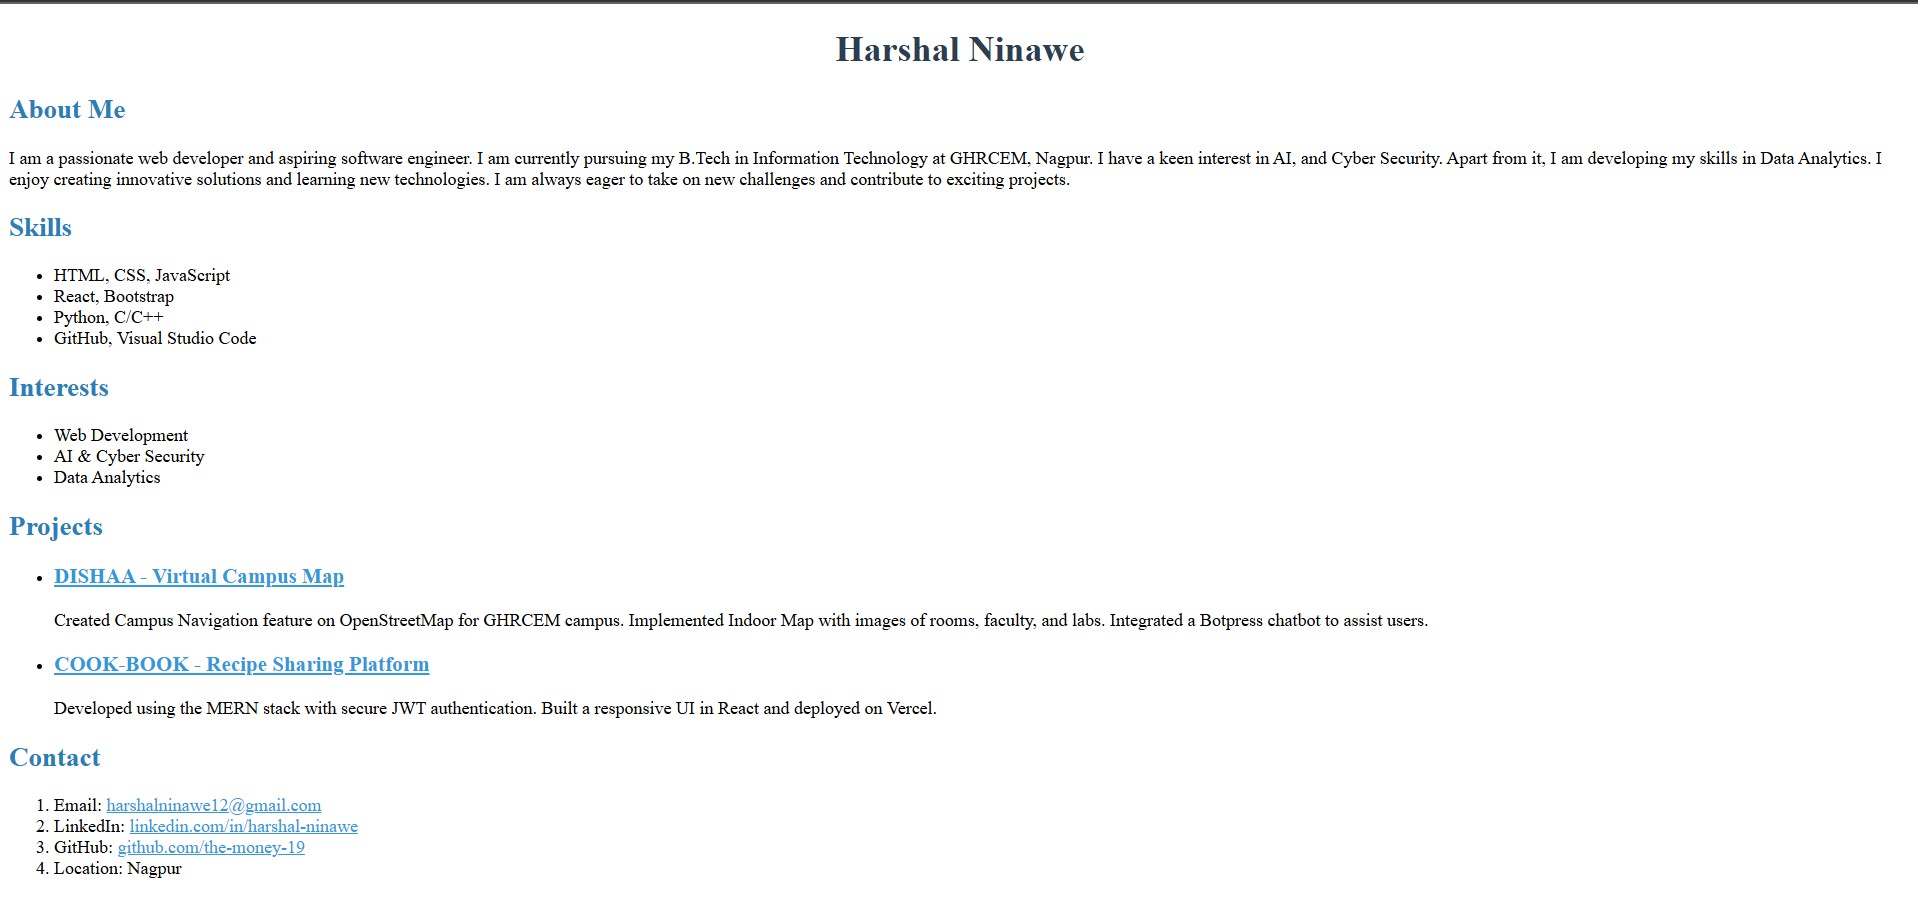 Harshal Ninawe
About Me
I am a passionate web developer and aspiring software engineer. I am currently pursuing my B.Tech in Information Technology at GHRCEM, Nagpur. I have a keen interest in AI, and Cyber Security. Apart from it, I am developing my skills in Data Analytics. I
enjoy creating innovative solutions and learning new technologies. I am always eager to take on new challenges and contribute to exciting projects.
Skills
• HTML, CSS, JavaScript
• React, Bootstrap
• Python, C/C++
• GitHub, Visual Studio Code
Interests
• Web Development
• AI & Cyber Security
• Data Analytics
Projects
• DISHAA - Virtual Campus Map
Created Campus Navigation feature on OpenStreetMap for GHRCEM campus. Implemented Indoor Map with images of rooms, faculty, and labs. Integrated a Botpress chatbot to assist users.
• COOK-BOOK - Recipe Sharing Platform
Developed using the MERN stack with secure JWT authentication. Built a responsive UI in React and deployed on Vercel.
Contact
1. Email: harshalninawe12@gmail.com
2. LinkedIn: linkedin.com/in/harshal-ninawe
3. GitHub: github.com/the-money-19
4. Location: Nagpur